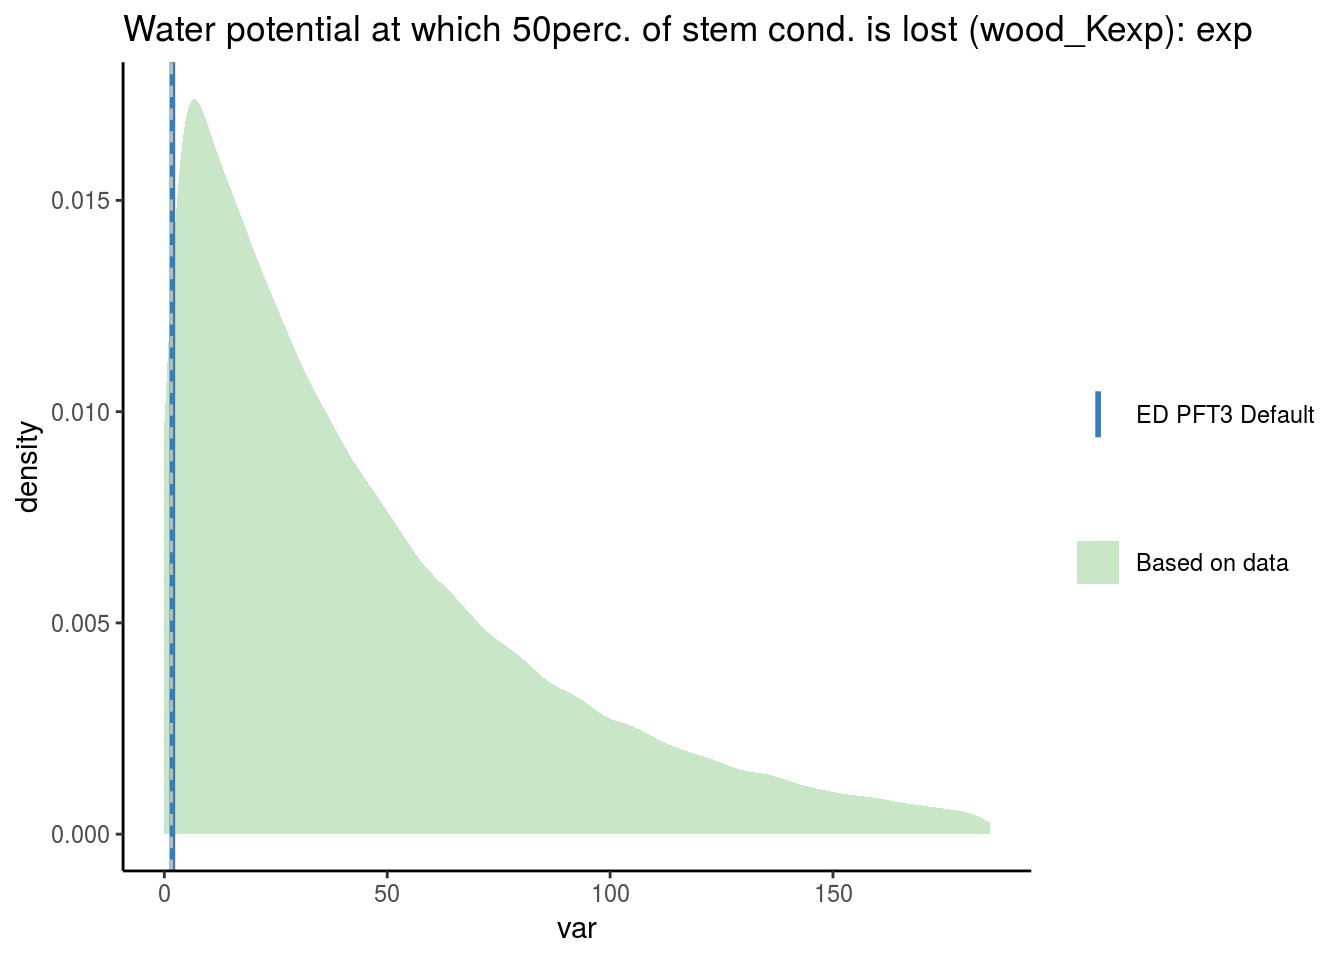 Water potential at which 50perc. of stem cond. is lost (wood_Kexp): exp
density
0.015
0.010
0.005
0.000
0
50
100
150
var
ED PFT3 Default
Based on data